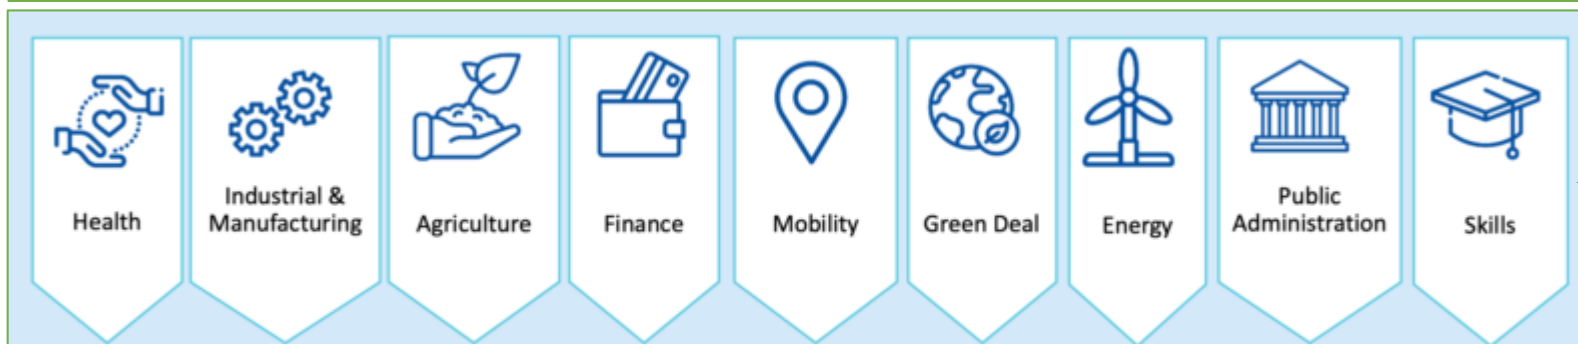 Health
Industrial &
Manufacturing
Agriculture
Finance
Mobility
Green Deal
Energy
Public
Administration
Skills